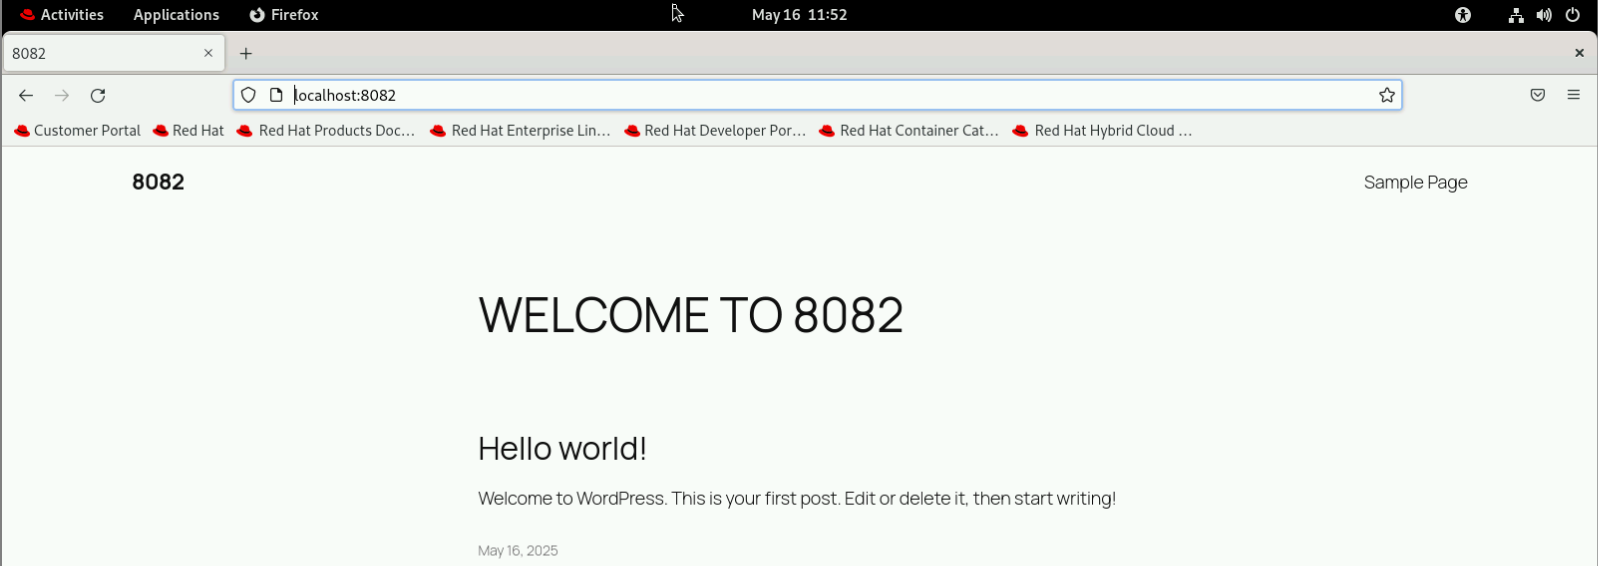 Activities Applications Firefox May 16 11:52
8082
localhost:8082
Customer Portal Red Hat Red Hat Products Doc... Red Hat Enterprise Lin... Red Hat Developer Por... Red Hat Container Cat... Red Hat Hybrid Cloud ...
8082 Sample Page
WELCOME TO 8082
Hello world!
Welcome to WordPress. This is your first post. Edit or delete it, then start writing!
May 16, 2025